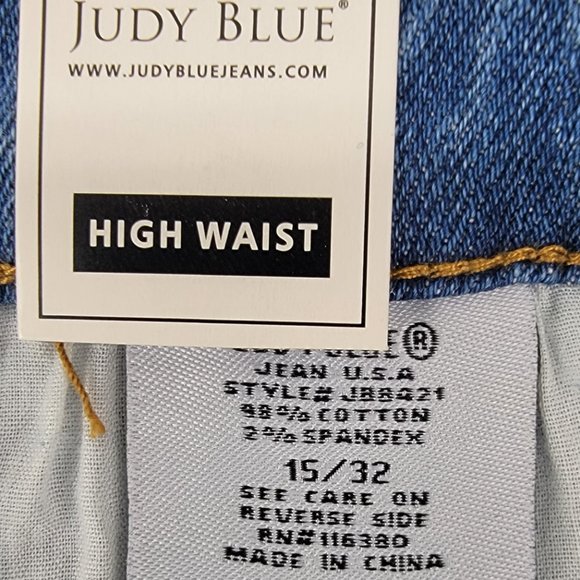 JUDY BLUE®
WWW.JUDYBLUEJEANS.COM
HIGH WAIST
BLUE®
JEAN U.S.A
STYLE# JB8421
98% COTTON
2% SPANDEX
15/32
SEE CARE ON
REVERSE SIDE
RN#116380
MADE IN CHINA